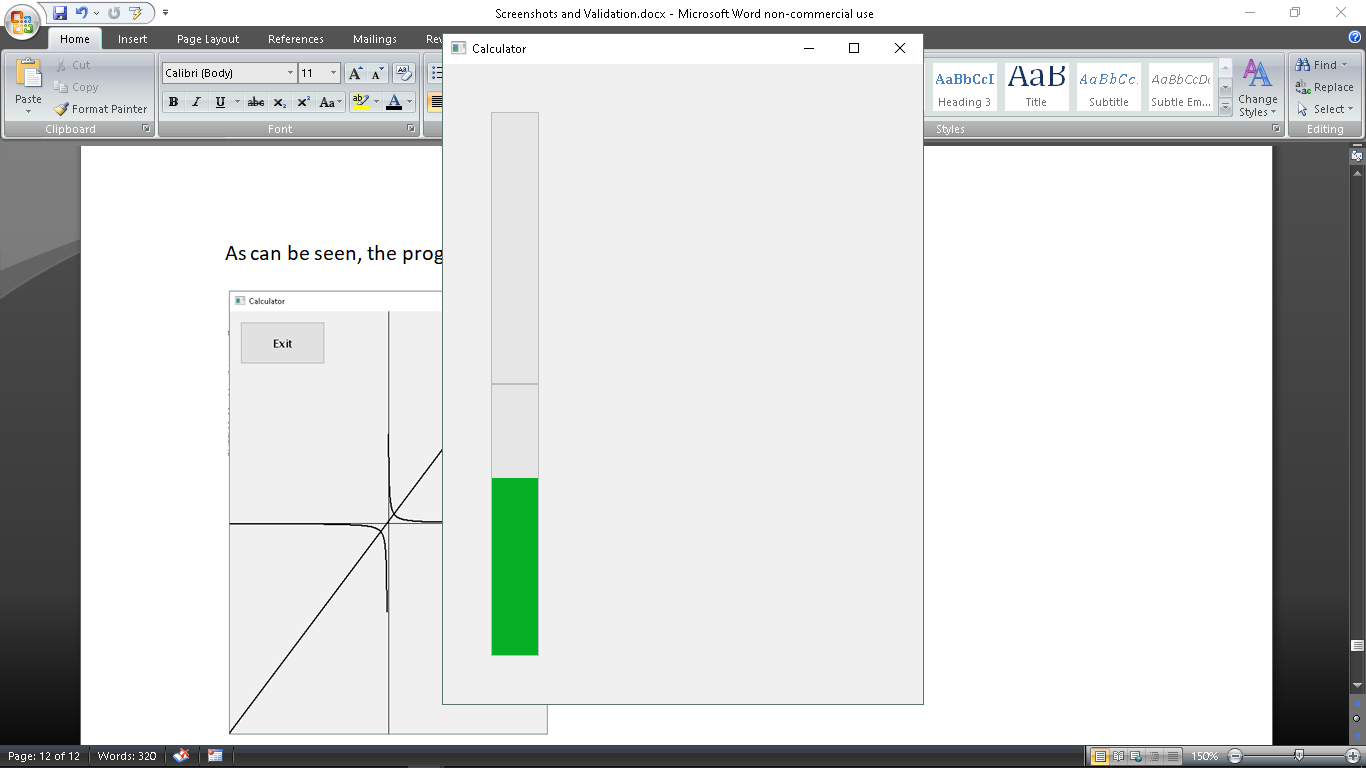 Screenshots and Validation.docx - Microsoft Word non-commercial use
Home Insert Page Layout References Mailings
Paste
Cut
Copy
Format Painter
Clipboard
Calibri (Body) 11
Font
AaBbCcI
Heading 3
AaB
Title
AaBbCc.
Subtitle
AaBbCcDc
Subtle Em...
Change Styles
Styles
Find
Replace
Select
Editing
Calculator
As can be seen, the prog
Calculator
Exit
Page: 12 of 12 Words: 320 150%